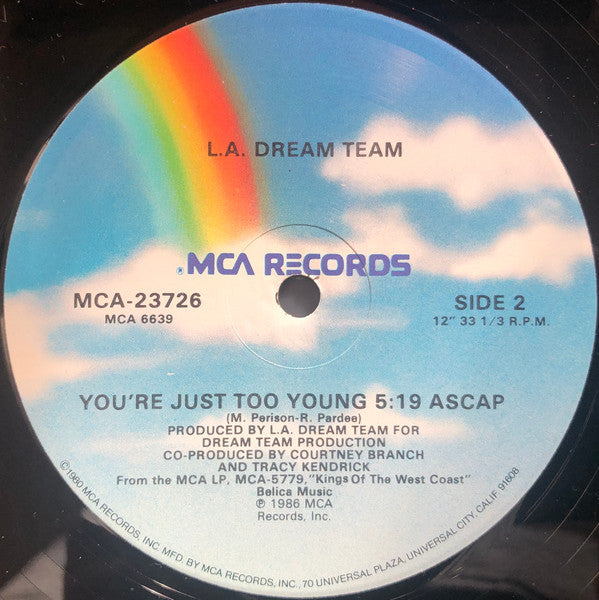 L.A. DREAM TEAM
®MCA RECORDS
MCA-23726
MCA 6639
SIDE 2
12" 33 1/3 R.P.M.
YOU'RE JUST TOO YOUNG 5:19 ASCAP
(M. Perison-R. Pardee)
PRODUCED BY L.A. DREAM TEAM FOR
DREAM TEAM PRODUCTION
CO-PRODUCED BY COURTNEY BRANCH
AND TRACY KENDRICK
From the MCA LP, MCA-5779,"Kings Of The West Coast"
Belica Music
℗ 1986 MCA
Records, Inc.
©1980 MCA RECORDS, INC. MFD. BY MCA RECORDS, INC., 70 UNIVERSAL PLAZA, UNIVERSAL CITY, CALIF. 91608